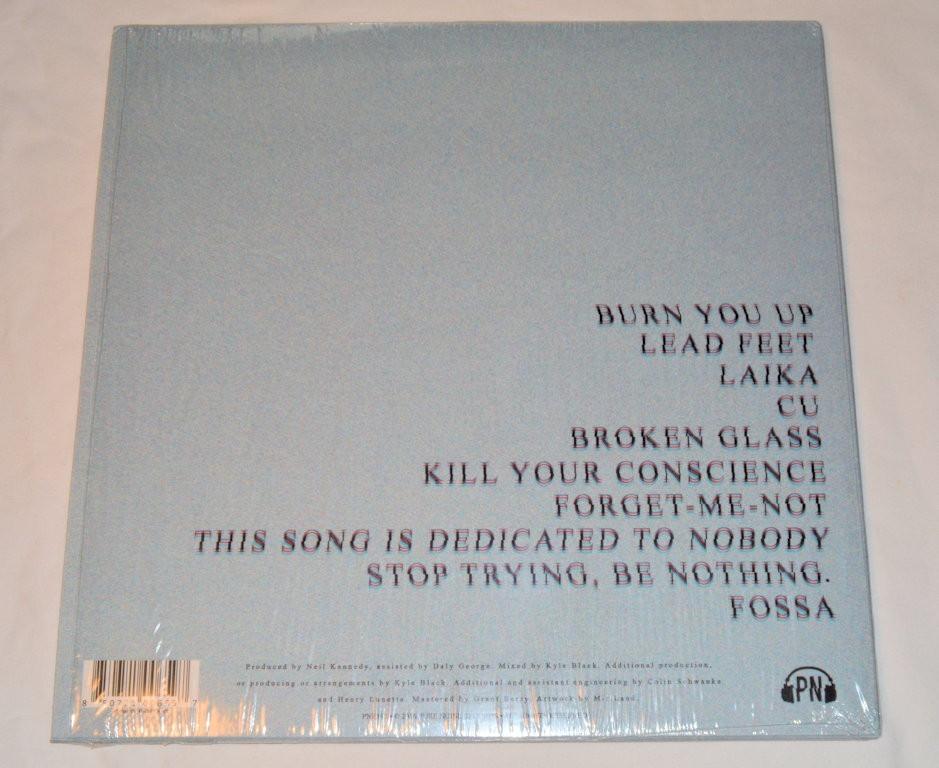 BURN YOU UP
LEAD FEET
LAIKA
CU
BROKEN GLASS
KILL YOUR CONSCIENCE
FORGET-ME-NOT
THIS SONG IS DEDICATED TO NOBODY
STOP TRYING, BE NOTHING.
FOSSA
Produced by Neil Kennedy, assisted by Daly George. Mixed by Kyle Black. Additional production,
or producing or arrangements by Kyle Black. Additional and assistant engineering by Colin Schwanke
and Henry Lunetta. Mastered by Grant Berry. Artwork by
PN